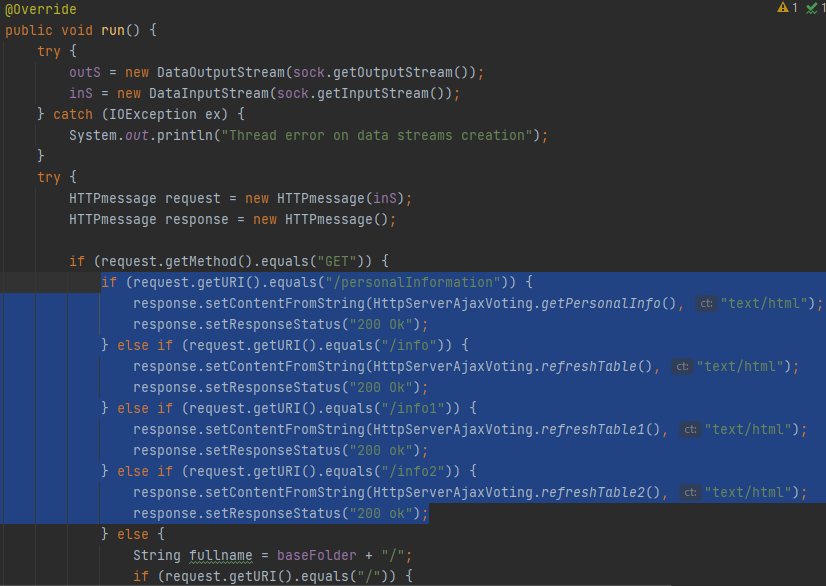 @Override
public void run() {
    try {
        outS = new DataOutputStream(sock.getOutputStream());
        inS = new DataInputStream(sock.getInputStream());
    } catch (IOException ex) {
        System.out.println("Thread error on data streams creation");
    }
    try {
        HTTPmessage request = new HTTPmessage(inS);
        HTTPmessage response = new HTTPmessage();

        if (request.getMethod().equals("GET")) {
            if (request.getURI().equals("/personalInformation")) {
                response.setContentFromString(HttpServerAjaxVoting.getPersonalInfo(), ct: "text/html");
                response.setResponseStatus("200 Ok");
            } else if (request.getURI().equals("/info")) {
                response.setContentFromString(HttpServerAjaxVoting.refreshTable(), ct: "text/html");
                response.setResponseStatus("200 Ok");
            } else if (request.getURI().equals("/info1")) {
                response.setContentFromString(HttpServerAjaxVoting.refreshTable1(), ct: "text/html");
                response.setResponseStatus("200 ok");
            } else if (request.getURI().equals("/info2")) {
                response.setContentFromString(HttpServerAjaxVoting.refreshTable2(), ct: "text/html");
                response.setResponseStatus("200 ok");
            } else {
                String fullname = baseFolder + "/";
                if (request.getURI().equals("/")) {
1 1